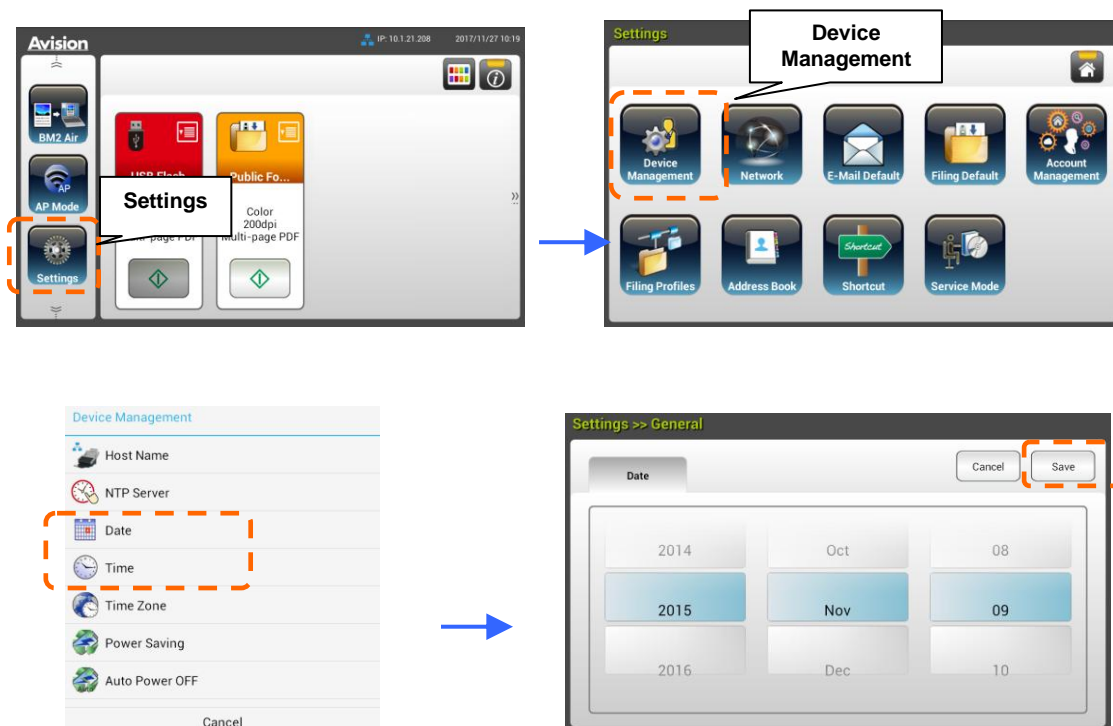 Avision
IP: 10.1.21.208
2017/11/27 10:19
BM2 Air
AP
AP Mode
Settings
Public Fo...
Color
200dpi
Multi-page PDF
Settings
Settings
Device
Management
Device
Management
Network
E-Mail Default
Filing Default
Account
Management
Filing Profiles
Address Book
Shortcut
Shortcut
Service Mode
Device Management
Host Name
NTP Server
Date
Time
Time Zone
Power Saving
Auto Power OFF
Cancel
Settings >> General
Date
Cancel
Save
2014 Oct 08
2015 Nov 09
2016 Dec 10